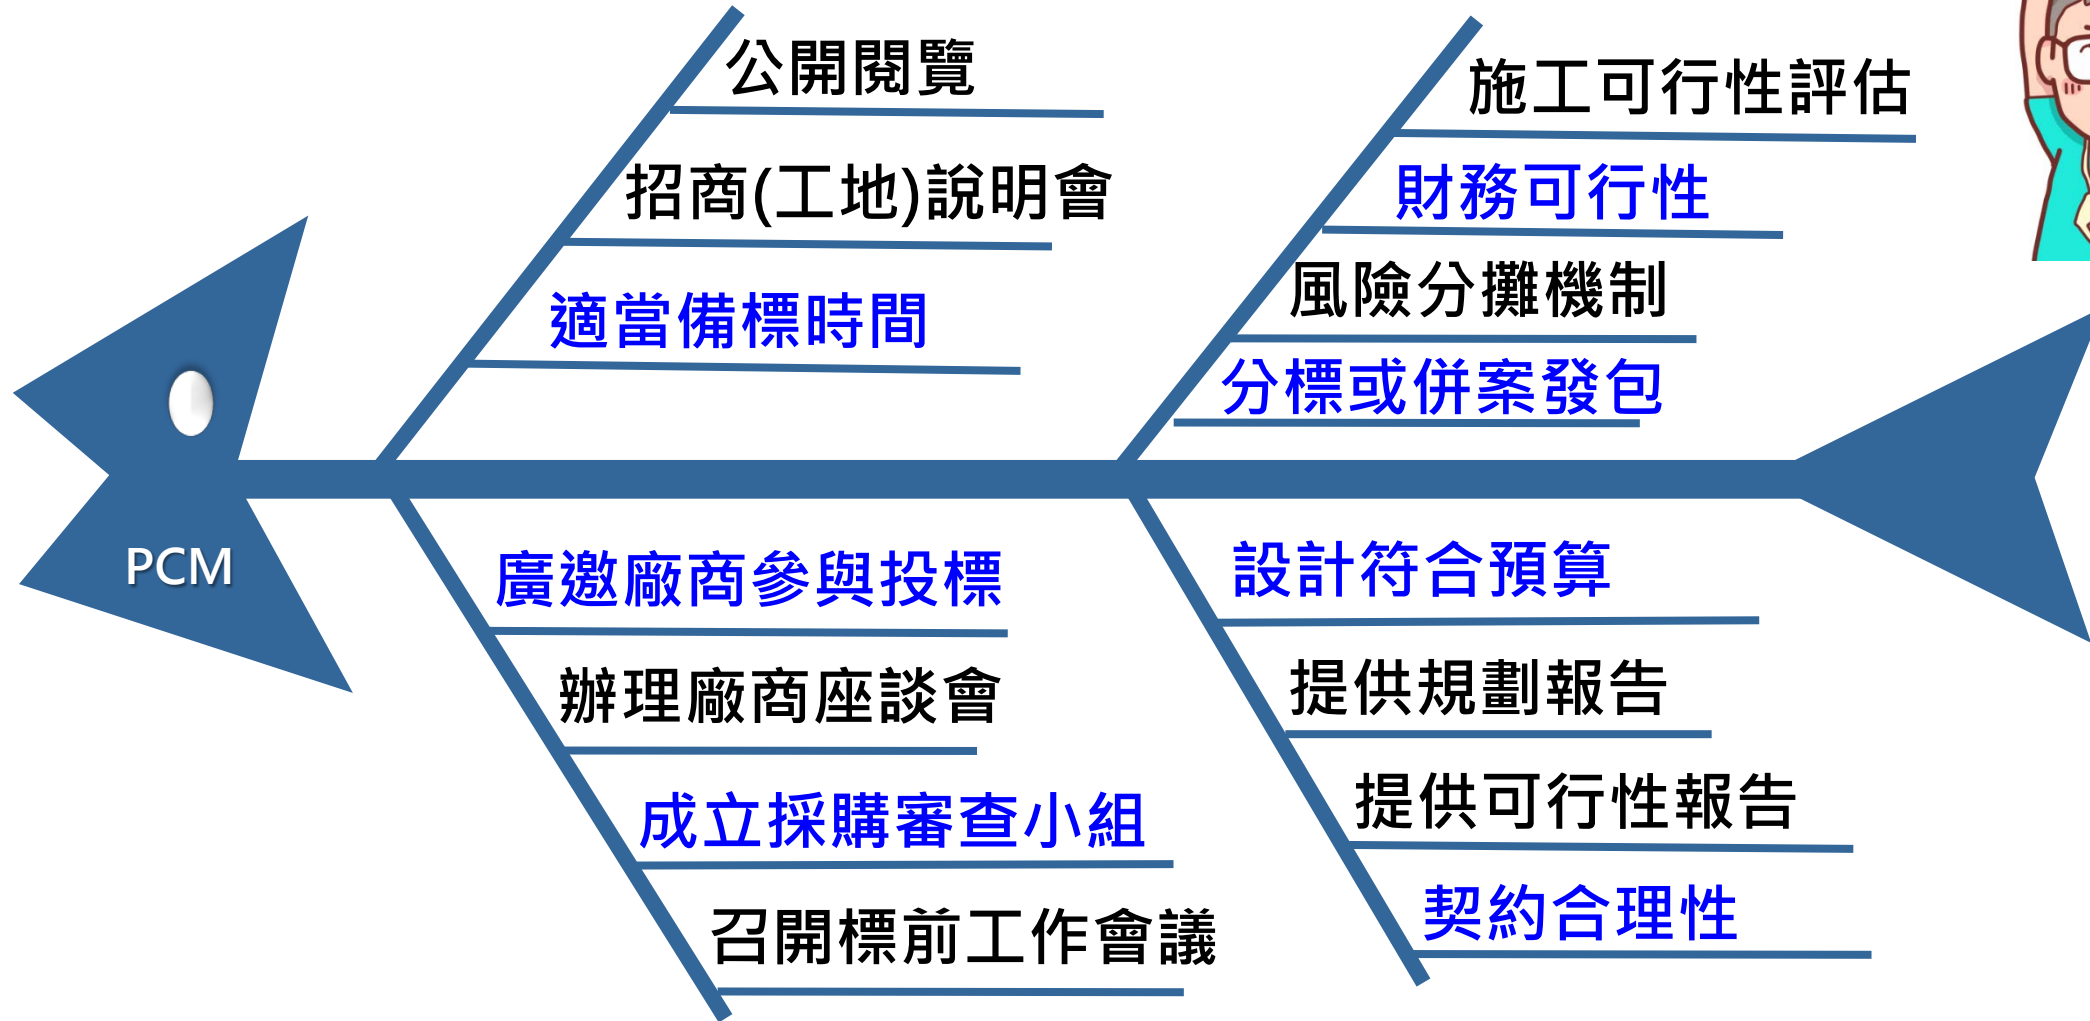 公開閱覽
招商(工地)說明會
適當備標時間
施工可行性評估
財務可行性
風險分攤機制
分標或併案發包
PCM
廣邀廠商參與投標
辦理廠商座談會
成立採購審查小組
召開標前工作會議
設計符合預算
提供規劃報告
提供可行性報告
契約合理性